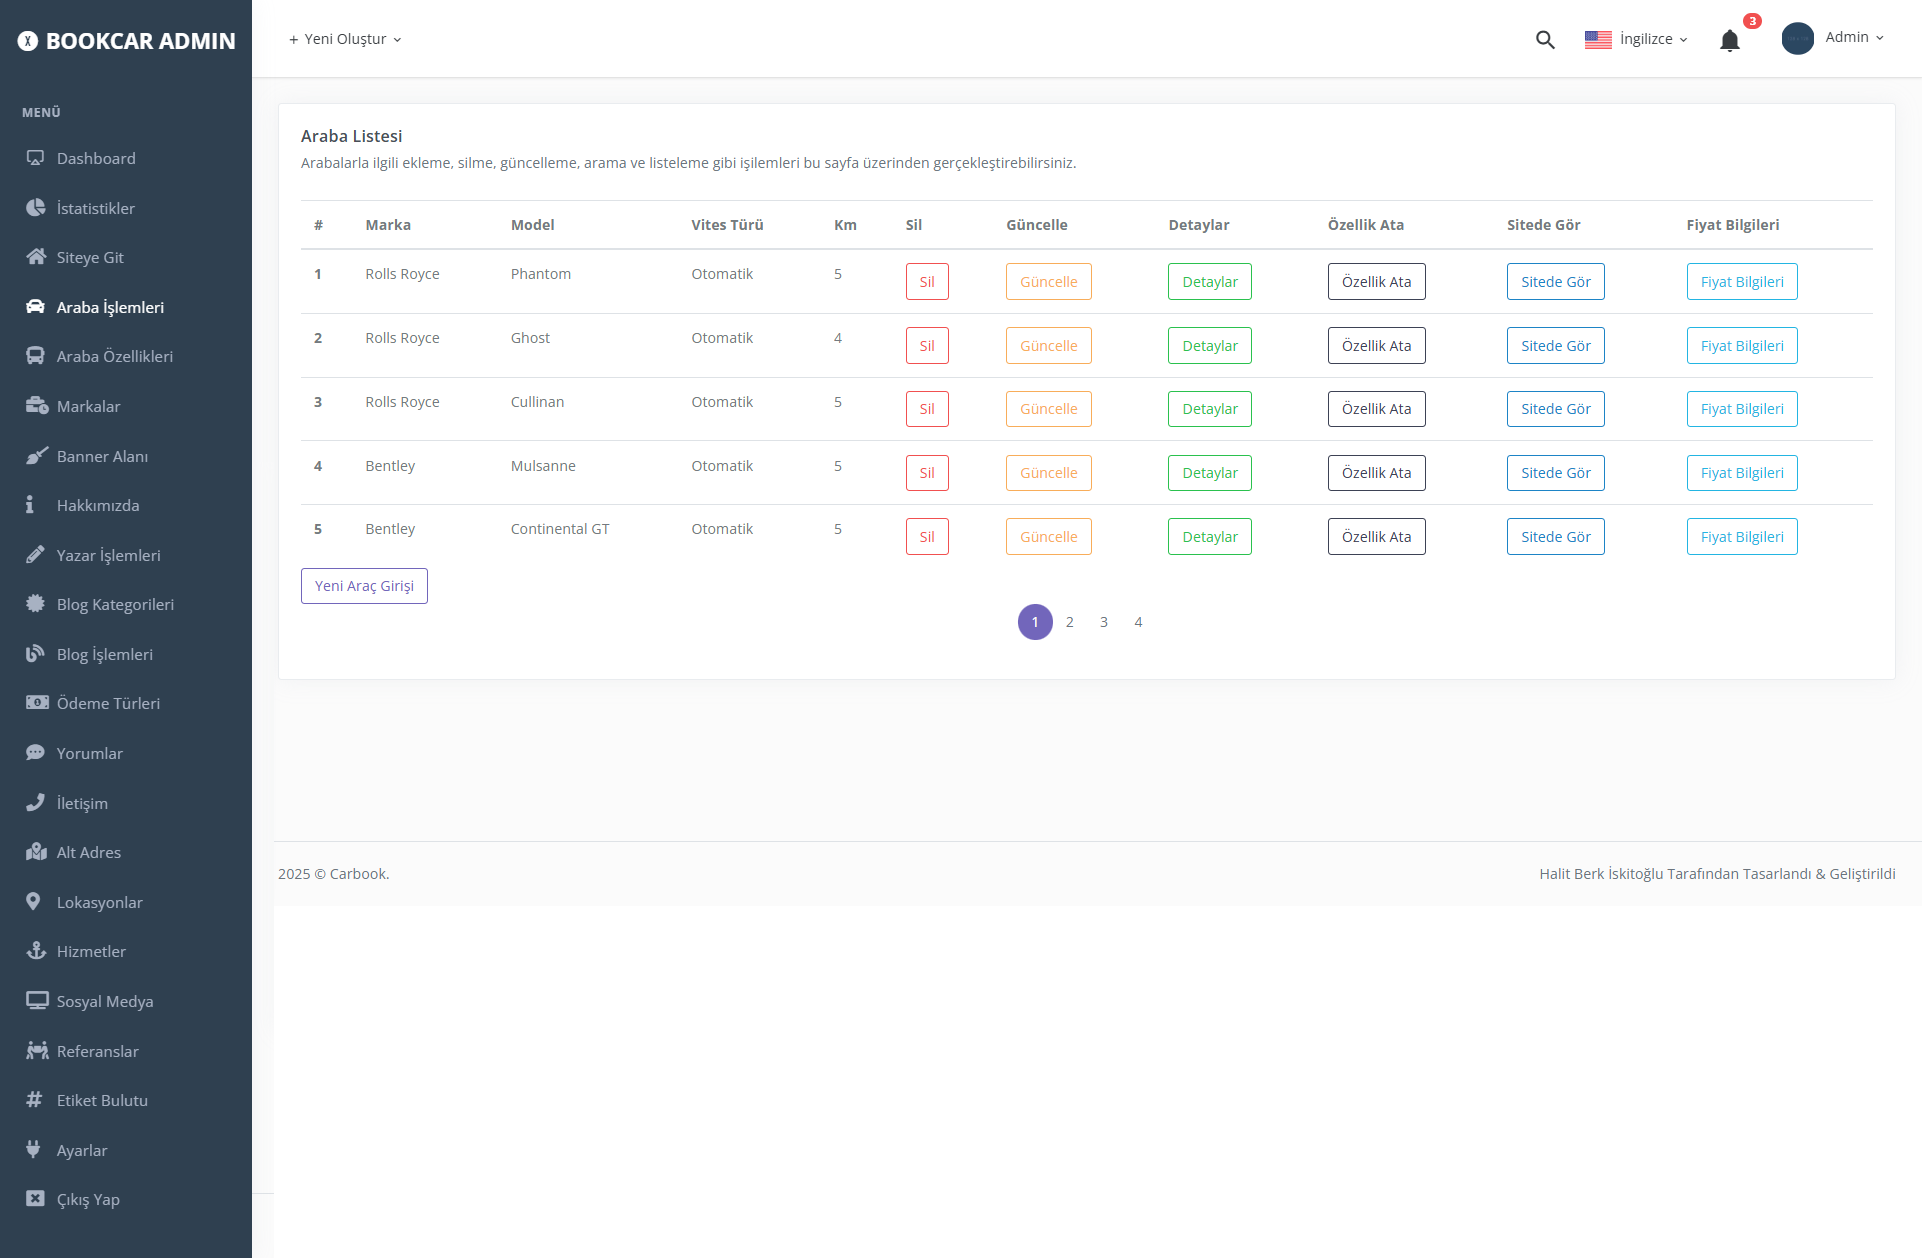 BOOKCAR ADMIN
+ Yeni Oluştur
İngilizce
3
Admin
MENÜ
Dashboard
İstatistikler
Siteye Git
Araba İşlemleri
Araba Özellikleri
Markalar
Banner Alanı
Hakkımızda
Yazar İşlemleri
Blog Kategorileri
Blog İşlemleri
Ödeme Türleri
Yorumlar
İletişim
Alt Adres
Lokasyonlar
Hizmetler
Sosyal Medya
Referanslar
Etiket Bulutu
Ayarlar
Çıkış Yap
Araba Listesi
Arabalarla ilgili ekleme, silme, güncelleme, arama ve listeleme gibi işilemleri bu sayfa üzerinden gerçekleştirebilirsiniz.
# Marka Model Vites Türü Km Sil Güncelle Detaylar Özellik Ata Sitede Gör Fiyat Bilgileri
1 Rolls Royce Phantom Otomatik 5 Sil Güncelle Detaylar Özellik Ata Sitede Gör Fiyat Bilgileri
2 Rolls Royce Ghost Otomatik 4 Sil Güncelle Detaylar Özellik Ata Sitede Gör Fiyat Bilgileri
3 Rolls Royce Cullinan Otomatik 5 Sil Güncelle Detaylar Özellik Ata Sitede Gör Fiyat Bilgileri
4 Bentley Mulsanne Otomatik 5 Sil Güncelle Detaylar Özellik Ata Sitede Gör Fiyat Bilgileri
5 Bentley Continental GT Otomatik 5 Sil Güncelle Detaylar Özellik Ata Sitede Gör Fiyat Bilgileri
Yeni Araç Girişi
1 2 3 4
2025 © Carbook.
Halit Berk İskitoğlu Tarafından Tasarlandı & Geliştirildi